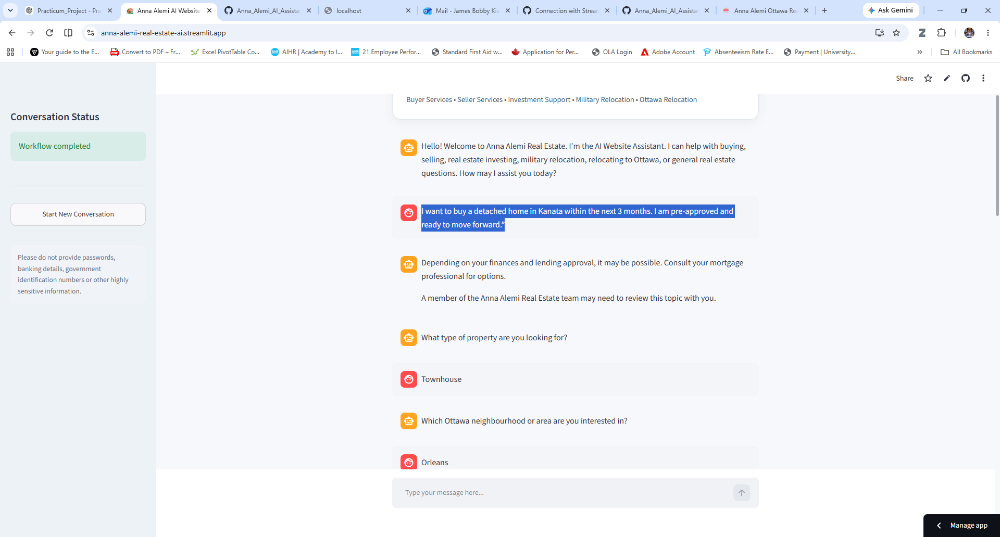 Practicum_Project - Pra
Anna Alemi AI Website
Anna_Alemi_AI_Assista
localhost
Mail - James Bobby Kia
Connection with Stream
Anna_Alemi_AI_Assista
Anna Alemi Ottawa Re
Ask Gemini
anna-alemi-real-estate-ai.streamlit.app
Your guide to the E...
PDF
Convert to PDF – Fr...
Excel PivotTable Co...
AIHR | Academy to I...
21 Employee Perfor...
Standard First Aid w...
Application for Per...
OLA Login
Adobe Account
Absenteeism Rate E...
Payment | University...
All Bookmarks
Share
Conversation Status
Workflow completed
Start New Conversation
Please do not provide passwords,
banking details, government
identification numbers or other highly
sensitive information.
Buyer Services • Seller Services • Investment Support • Military Relocation • Ottawa Relocation
Hello! Welcome to Anna Alemi Real Estate. I'm the AI Website Assistant. I can help with buying,
selling, real estate investing, military relocation, relocating to Ottawa, or general real estate
questions. How may I assist you today?
I want to buy a detached home in Kanata within the next 3 months. I am pre-approved and
ready to move forward.”
Depending on your finances and lending approval, it may be possible. Consult your mortgage
professional for options.
A member of the Anna Alemi Real Estate team may need to review this topic with you.
What type of property are you looking for?
Townhouse
Which Ottawa neighbourhood or area are you interested in?
Orleans
Type your message here...
Manage app